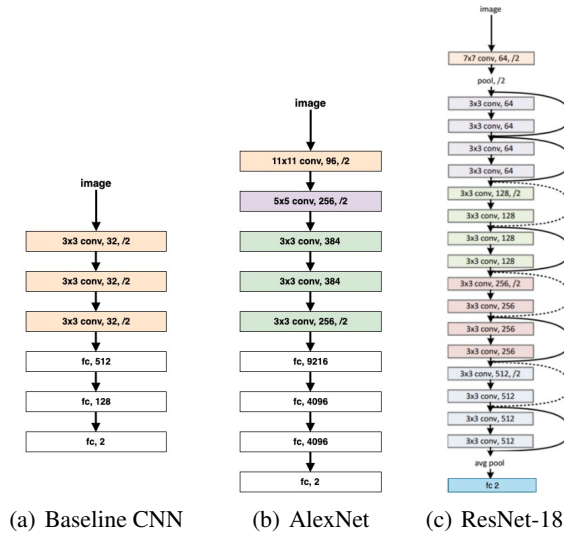 image
3x3 conv, 32, /2
3x3 conv, 32, /2
3x3 conv, 32, /2
fc, 512
fc, 128
fc, 2
(a) Baseline CNN
image
11x11 conv, 96, /2
5x5 conv, 256, /2
3x3 conv, 384
3x3 conv, 384
3x3 conv, 256, /2
fc, 9216
fc, 4096
fc, 4096
fc, 2
(b) AlexNet
image
7x7 conv, 64, /2
pool, /2
3x3 conv, 64
3x3 conv, 64
3x3 conv, 64
3x3 conv, 64
3x3 conv, 128, /2
3x3 conv, 128
3x3 conv, 128
3x3 conv, 128
3x3 conv, 256, /2
3x3 conv, 256
3x3 conv, 256
3x3 conv, 256
3x3 conv, 512, /2
3x3 conv, 512
3x3 conv, 512
3x3 conv, 512
avg pool
fc 2
(c) ResNet-18